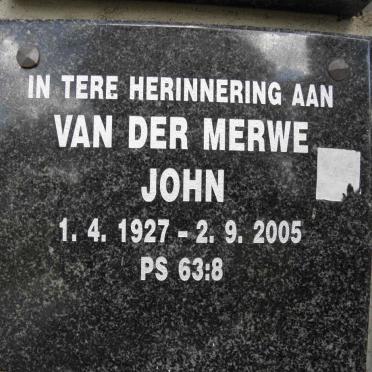 IN TERE HERINNERING AAN
VAN DER MERWE
JOHN
1. 4. 1927 - 2. 9. 2005
PS 63:8